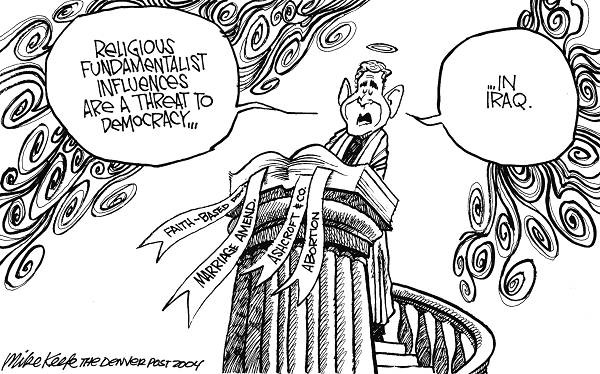 RELIGIOUS
FUNDAMENTALIST
INFLUENCES
ARE A THREAT TO
DEMOCRACY...
...IN
IRAQ.
FAITH-BASED
MARRIAGE AMEND.
ASHCROFT & CO.
ABORTION
Mike Keefe THE DENVER POST 2004